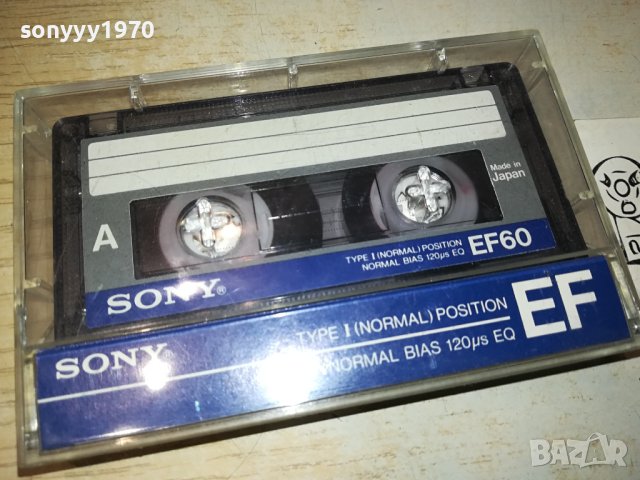 sonyyy1970
Made in
Japan
A
TYPE I (NORMAL) POSITION
NORMAL BIAS 120µs EQ
EF60
SONY®
SONY
TYPE I (NORMAL) POSITION
NORMAL BIAS 120µs EQ
EF
BAZAR